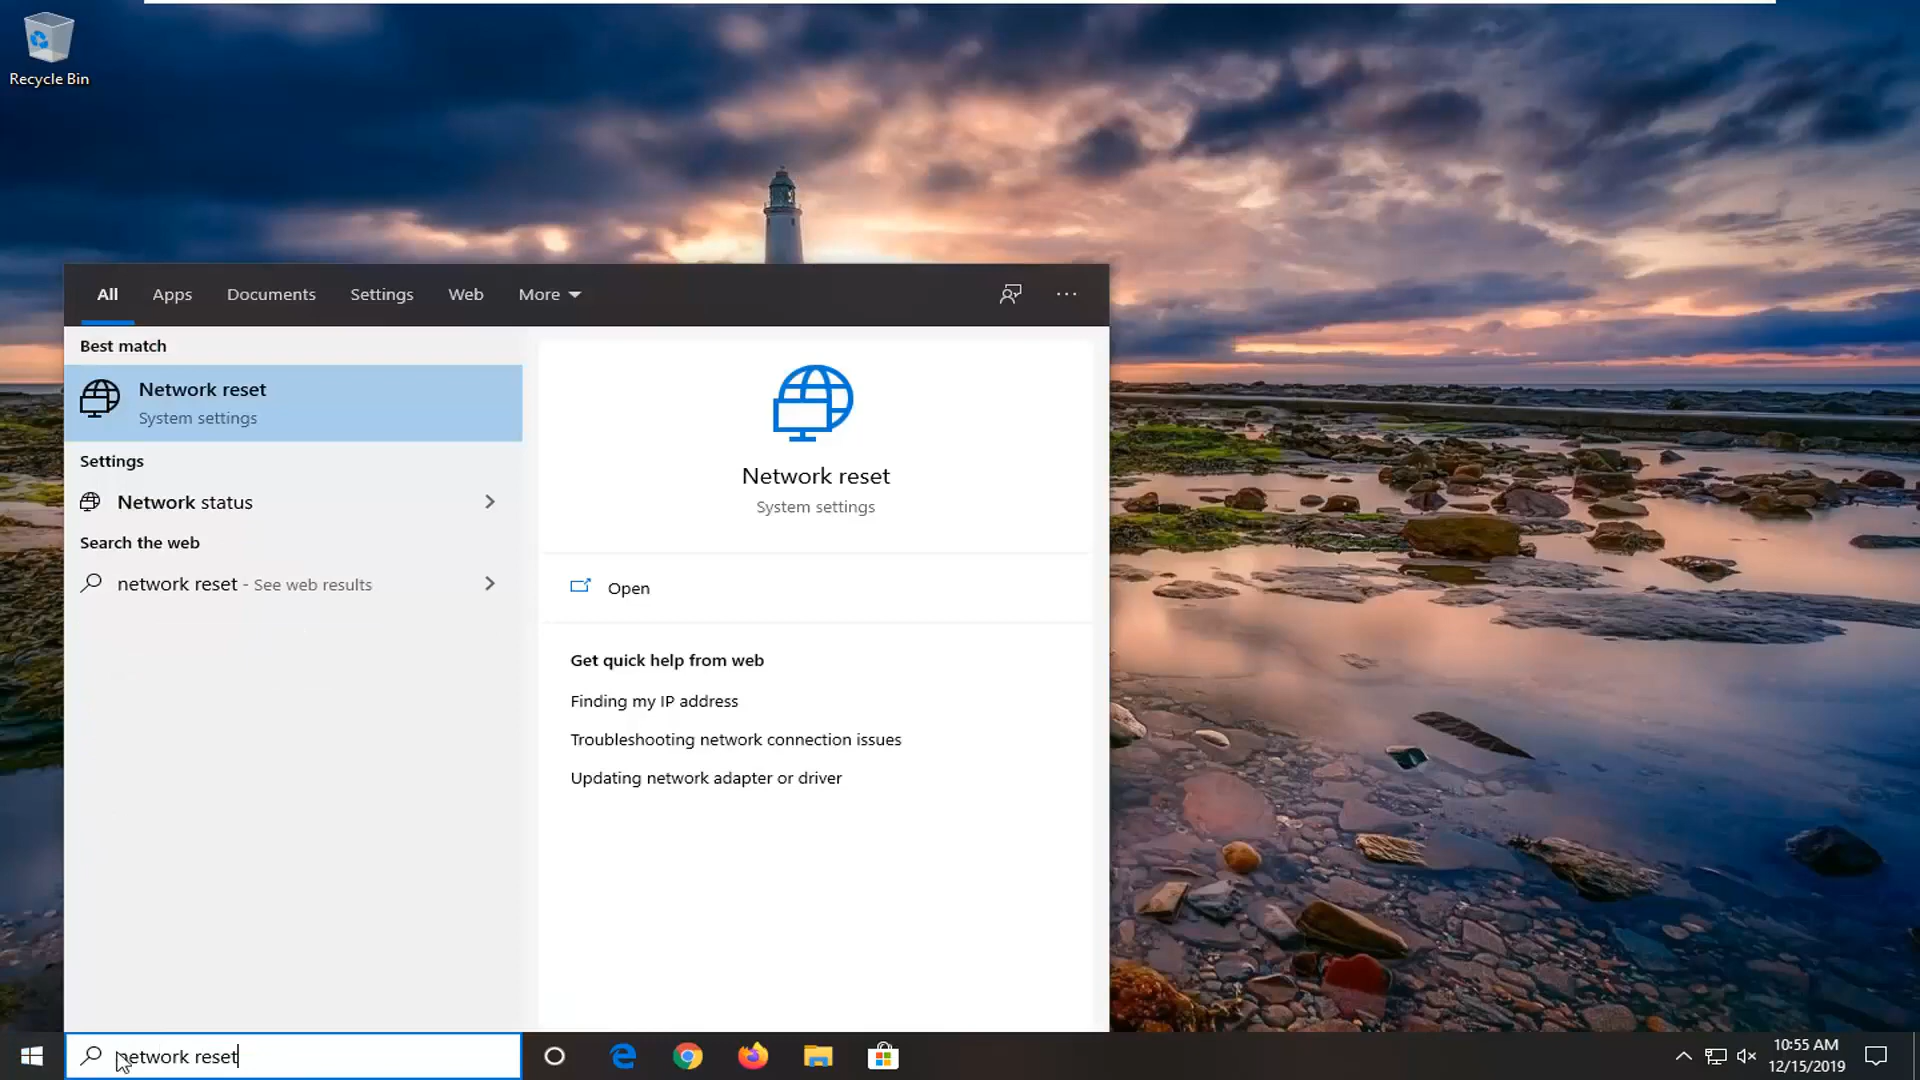 Recycle Bin
All Apps Documents Settings Web More
Best match
Network reset
System settings
Settings
Network status
Search the web
network reset - See web results
Network reset
System settings
Open
Get quick help from web
Finding my IP address
Troubleshooting network connection issues
Updating network adapter or driver
network reset
10:55 AM
12/15/2019